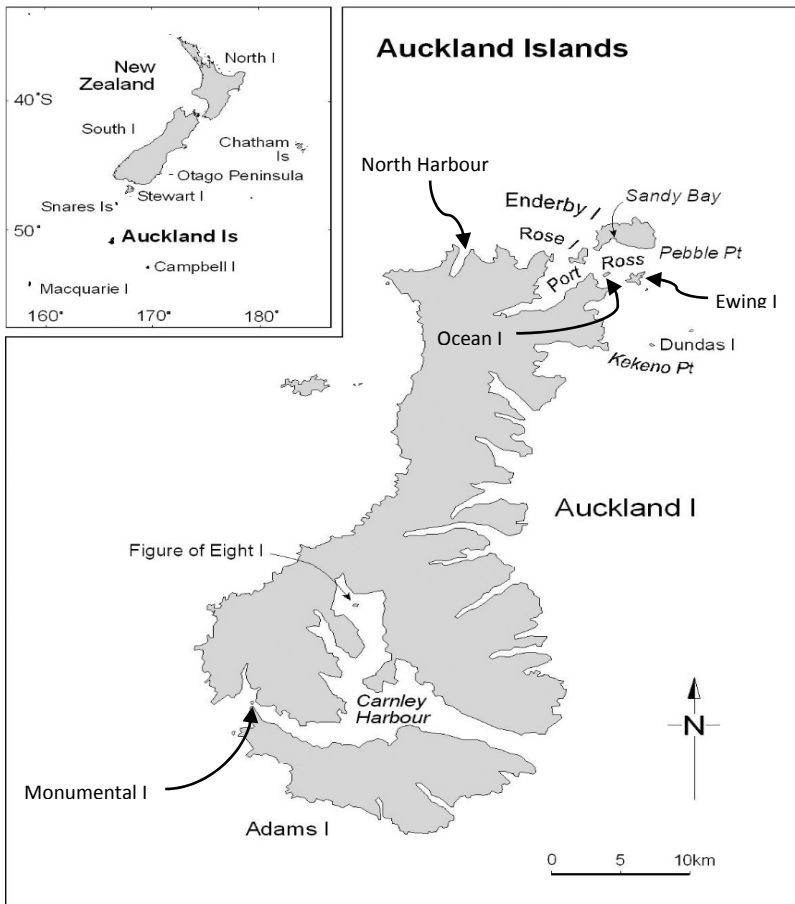 Auckland Islands
New
Zealand
North I
40°S
South I
Chatham
Is
Otago Peninsula
Stewart I
Snares Is
50°
Auckland Is
Campbell I
Macquarie I
160°
170°
180°
North Harbour
Enderby I
Sandy Bay
Rose I
Port Ross
Pebble Pt
Ewing I
Ocean I
Dundas I
Kekeno Pt
Auckland I
Figure of Eight I
Carnley
Harbour
N
Monumental I
Adams I
0 5 10km